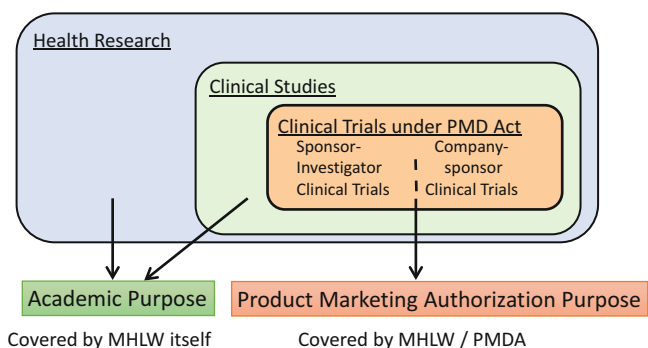 Health Research
Clinical Studies
Clinical Trials under PMD Act
Sponsor-
Investigator
Clinical Trials
Company-
sponsor
Clinical Trials
Academic Purpose
Product Marketing Authorization Purpose
Covered by MHLW itself
Covered by MHLW / PMDA